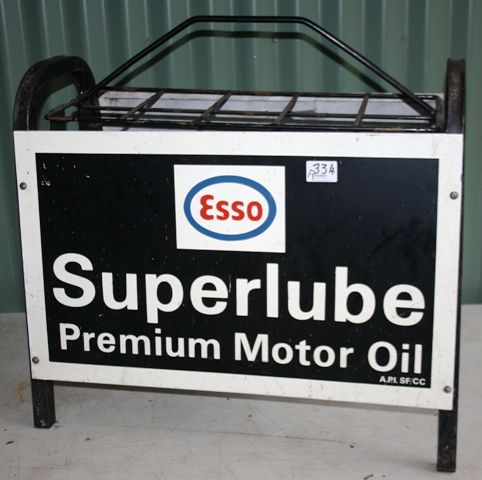 334
Esso
Superlube
Premium Motor Oil
A.P.I. SF/CC